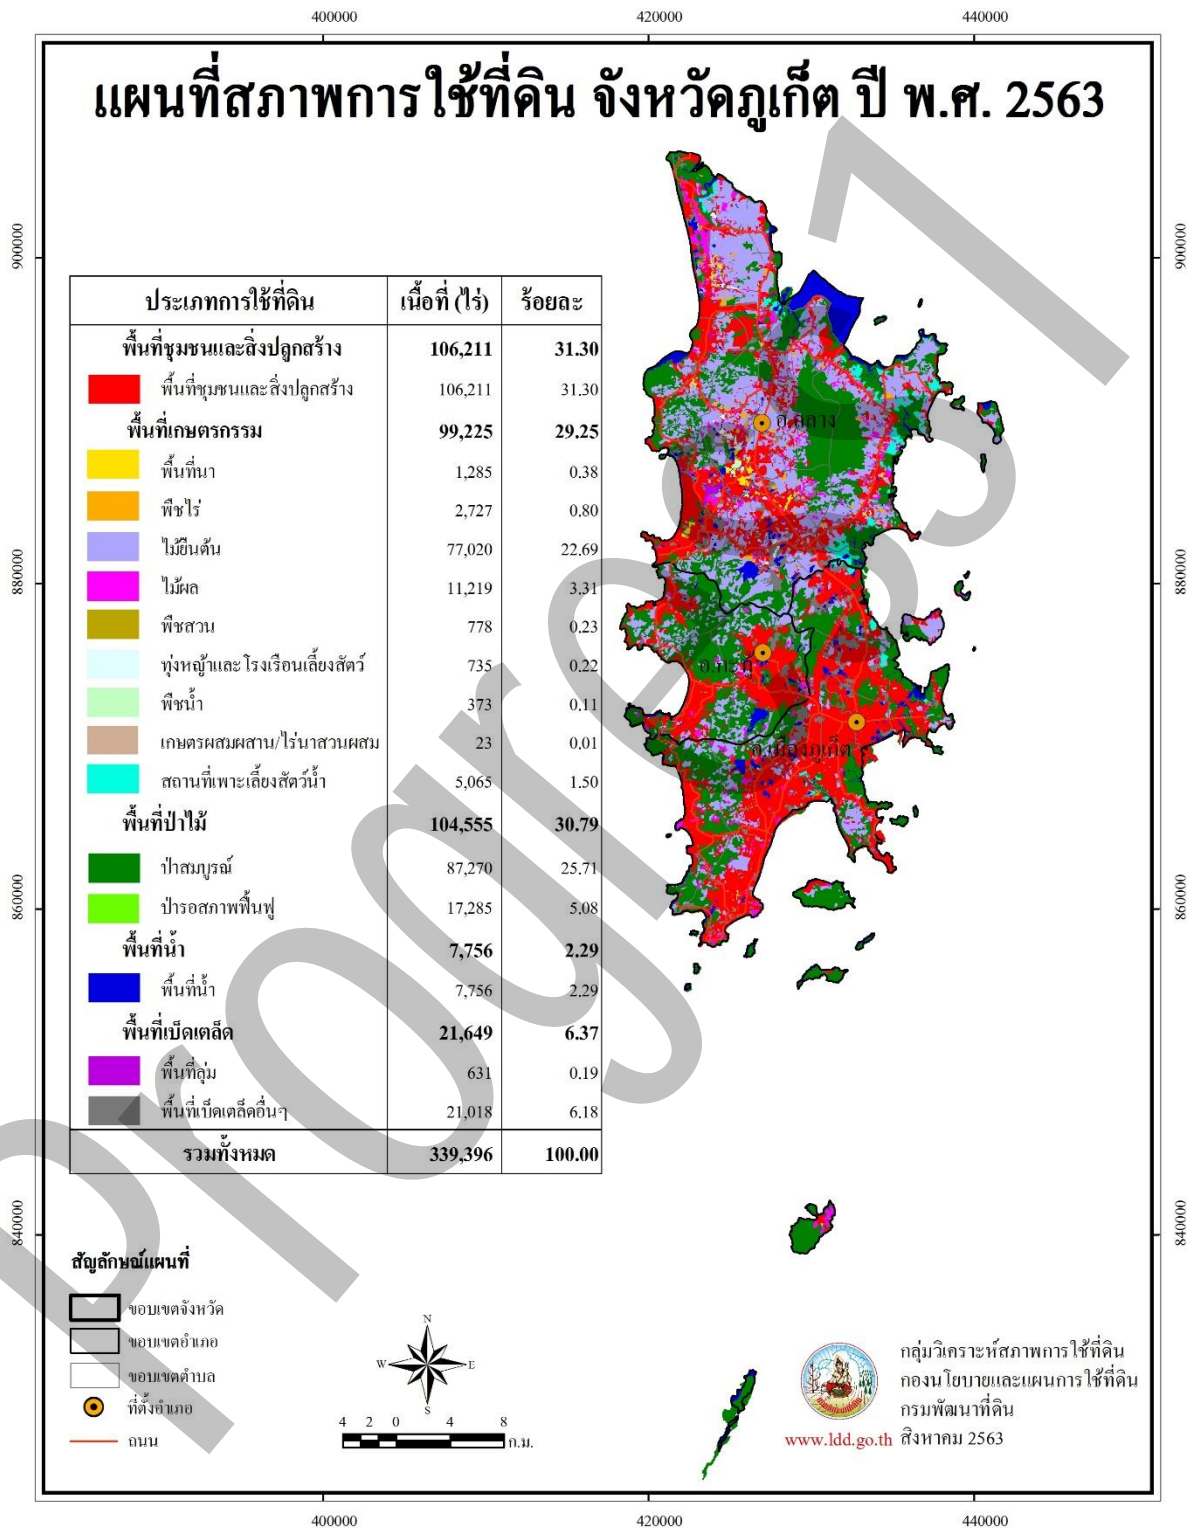 400000 420000 440000
แผนที่สภาพการใช้ที่ดิน จังหวัดภูเก็ต ปี พ.ศ. 2563
900000 900000
880000 880000
860000 860000
840000 840000
ประเภทการใช้ที่ดิน เนื้อที่ (ไร่) ร้อยละ
พื้นที่ชุมชนและสิ่งปลูกสร้าง 106,211 31.30
พื้นที่ชุมชนและสิ่งปลูกสร้าง 106,211 31.30
พื้นที่เกษตรกรรม 99,225 29.25
พื้นที่นา 1,285 0.38
พืชไร่ 2,727 0.80
ไม้ยืนต้น 77,020 22.69
ไม้ผล 11,219 3.31
พืชสวน 778 0.23
ทุ่งหญ้าและโรงเรือนเลี้ยงสัตว์ 735 0.22
พืชน้ำ 373 0.11
เกษตรผสมผสาน/ไร่นาสวนผสม 23 0.01
สถานที่เพาะเลี้ยงสัตว์น้ำ 5,065 1.50
พื้นที่ป่าไม้ 104,555 30.79
ป่าสมบูรณ์ 87,270 25.71
ป่ารอสภาพฟื้นฟู 17,285 5.08
พื้นที่น้ำ 7,756 2.29
พื้นที่น้ำ 7,756 2.29
พื้นที่เบ็ดเตล็ด 21,649 6.37
พื้นที่ลุ่ม 631 0.19
พื้นที่เบ็ดเตล็ดอื่นๆ 21,018 6.18
รวมทั้งหมด 339,396 100.00
อ.ถลาง
อ.กะทู้
อ.เมืองภูเก็ต
Progress1
สัญลักษณ์แผนที่
ขอบเขตจังหวัด
ขอบเขตอำเภอ
ขอบเขตตำบล
ที่ตั้งอำเภอ
ถนน
N
W E
S
4 2 0 4 8
ก.ม.
กลุ่มวิเคราะห์สภาพการใช้ที่ดิน
กองนโยบายและแผนการใช้ที่ดิน
กรมพัฒนาที่ดิน
www.ldd.go.th สิงหาคม 2563
400000 420000 440000